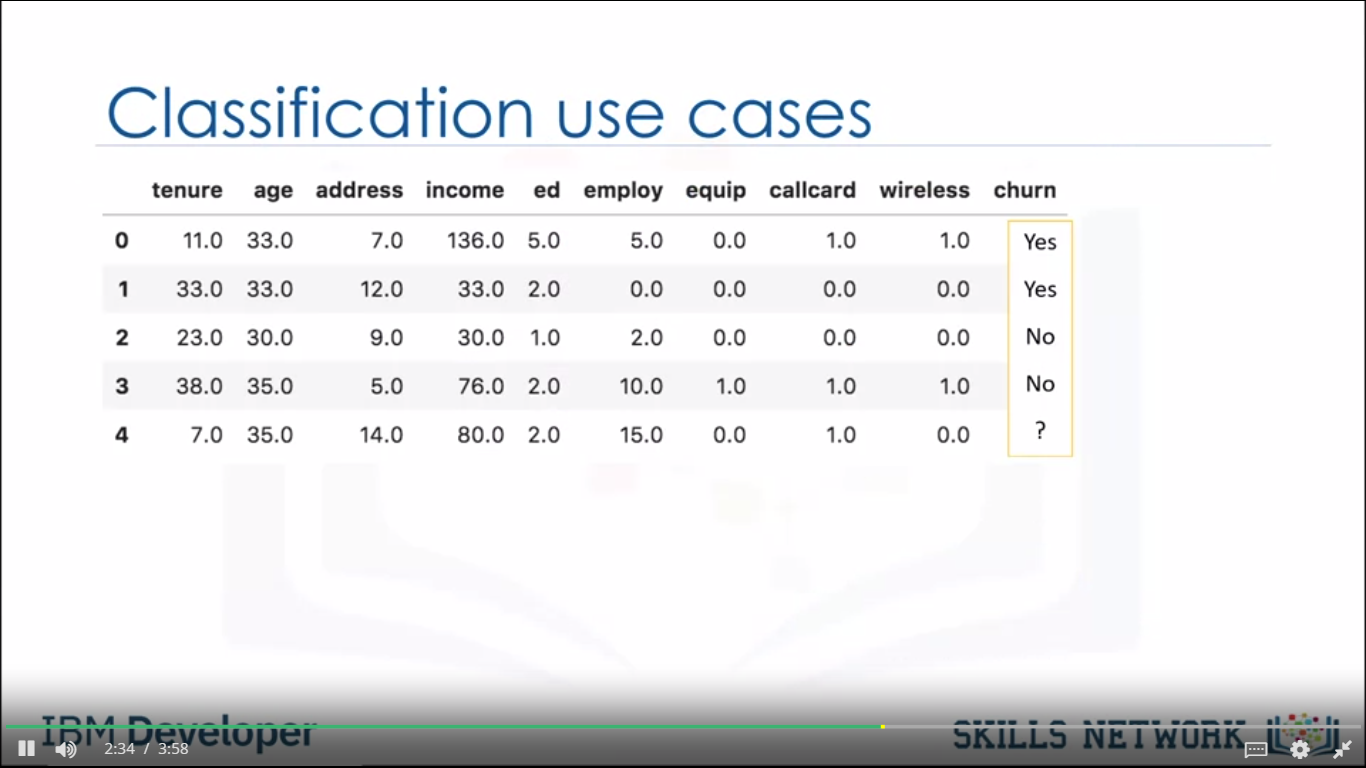 Classification use cases
tenure age address income ed employ equip callcard wireless churn
0 11.0 33.0 7.0 136.0 5.0 5.0 0.0 1.0 1.0 Yes
1 33.0 33.0 12.0 33.0 2.0 0.0 0.0 0.0 0.0 Yes
2 23.0 30.0 9.0 30.0 1.0 2.0 0.0 0.0 0.0 No
3 38.0 35.0 5.0 76.0 2.0 10.0 1.0 1.0 1.0 No
4 7.0 35.0 14.0 80.0 2.0 15.0 0.0 1.0 0.0 ?
IBM Developer SKILLS NETWORK
2:34 / 3:58